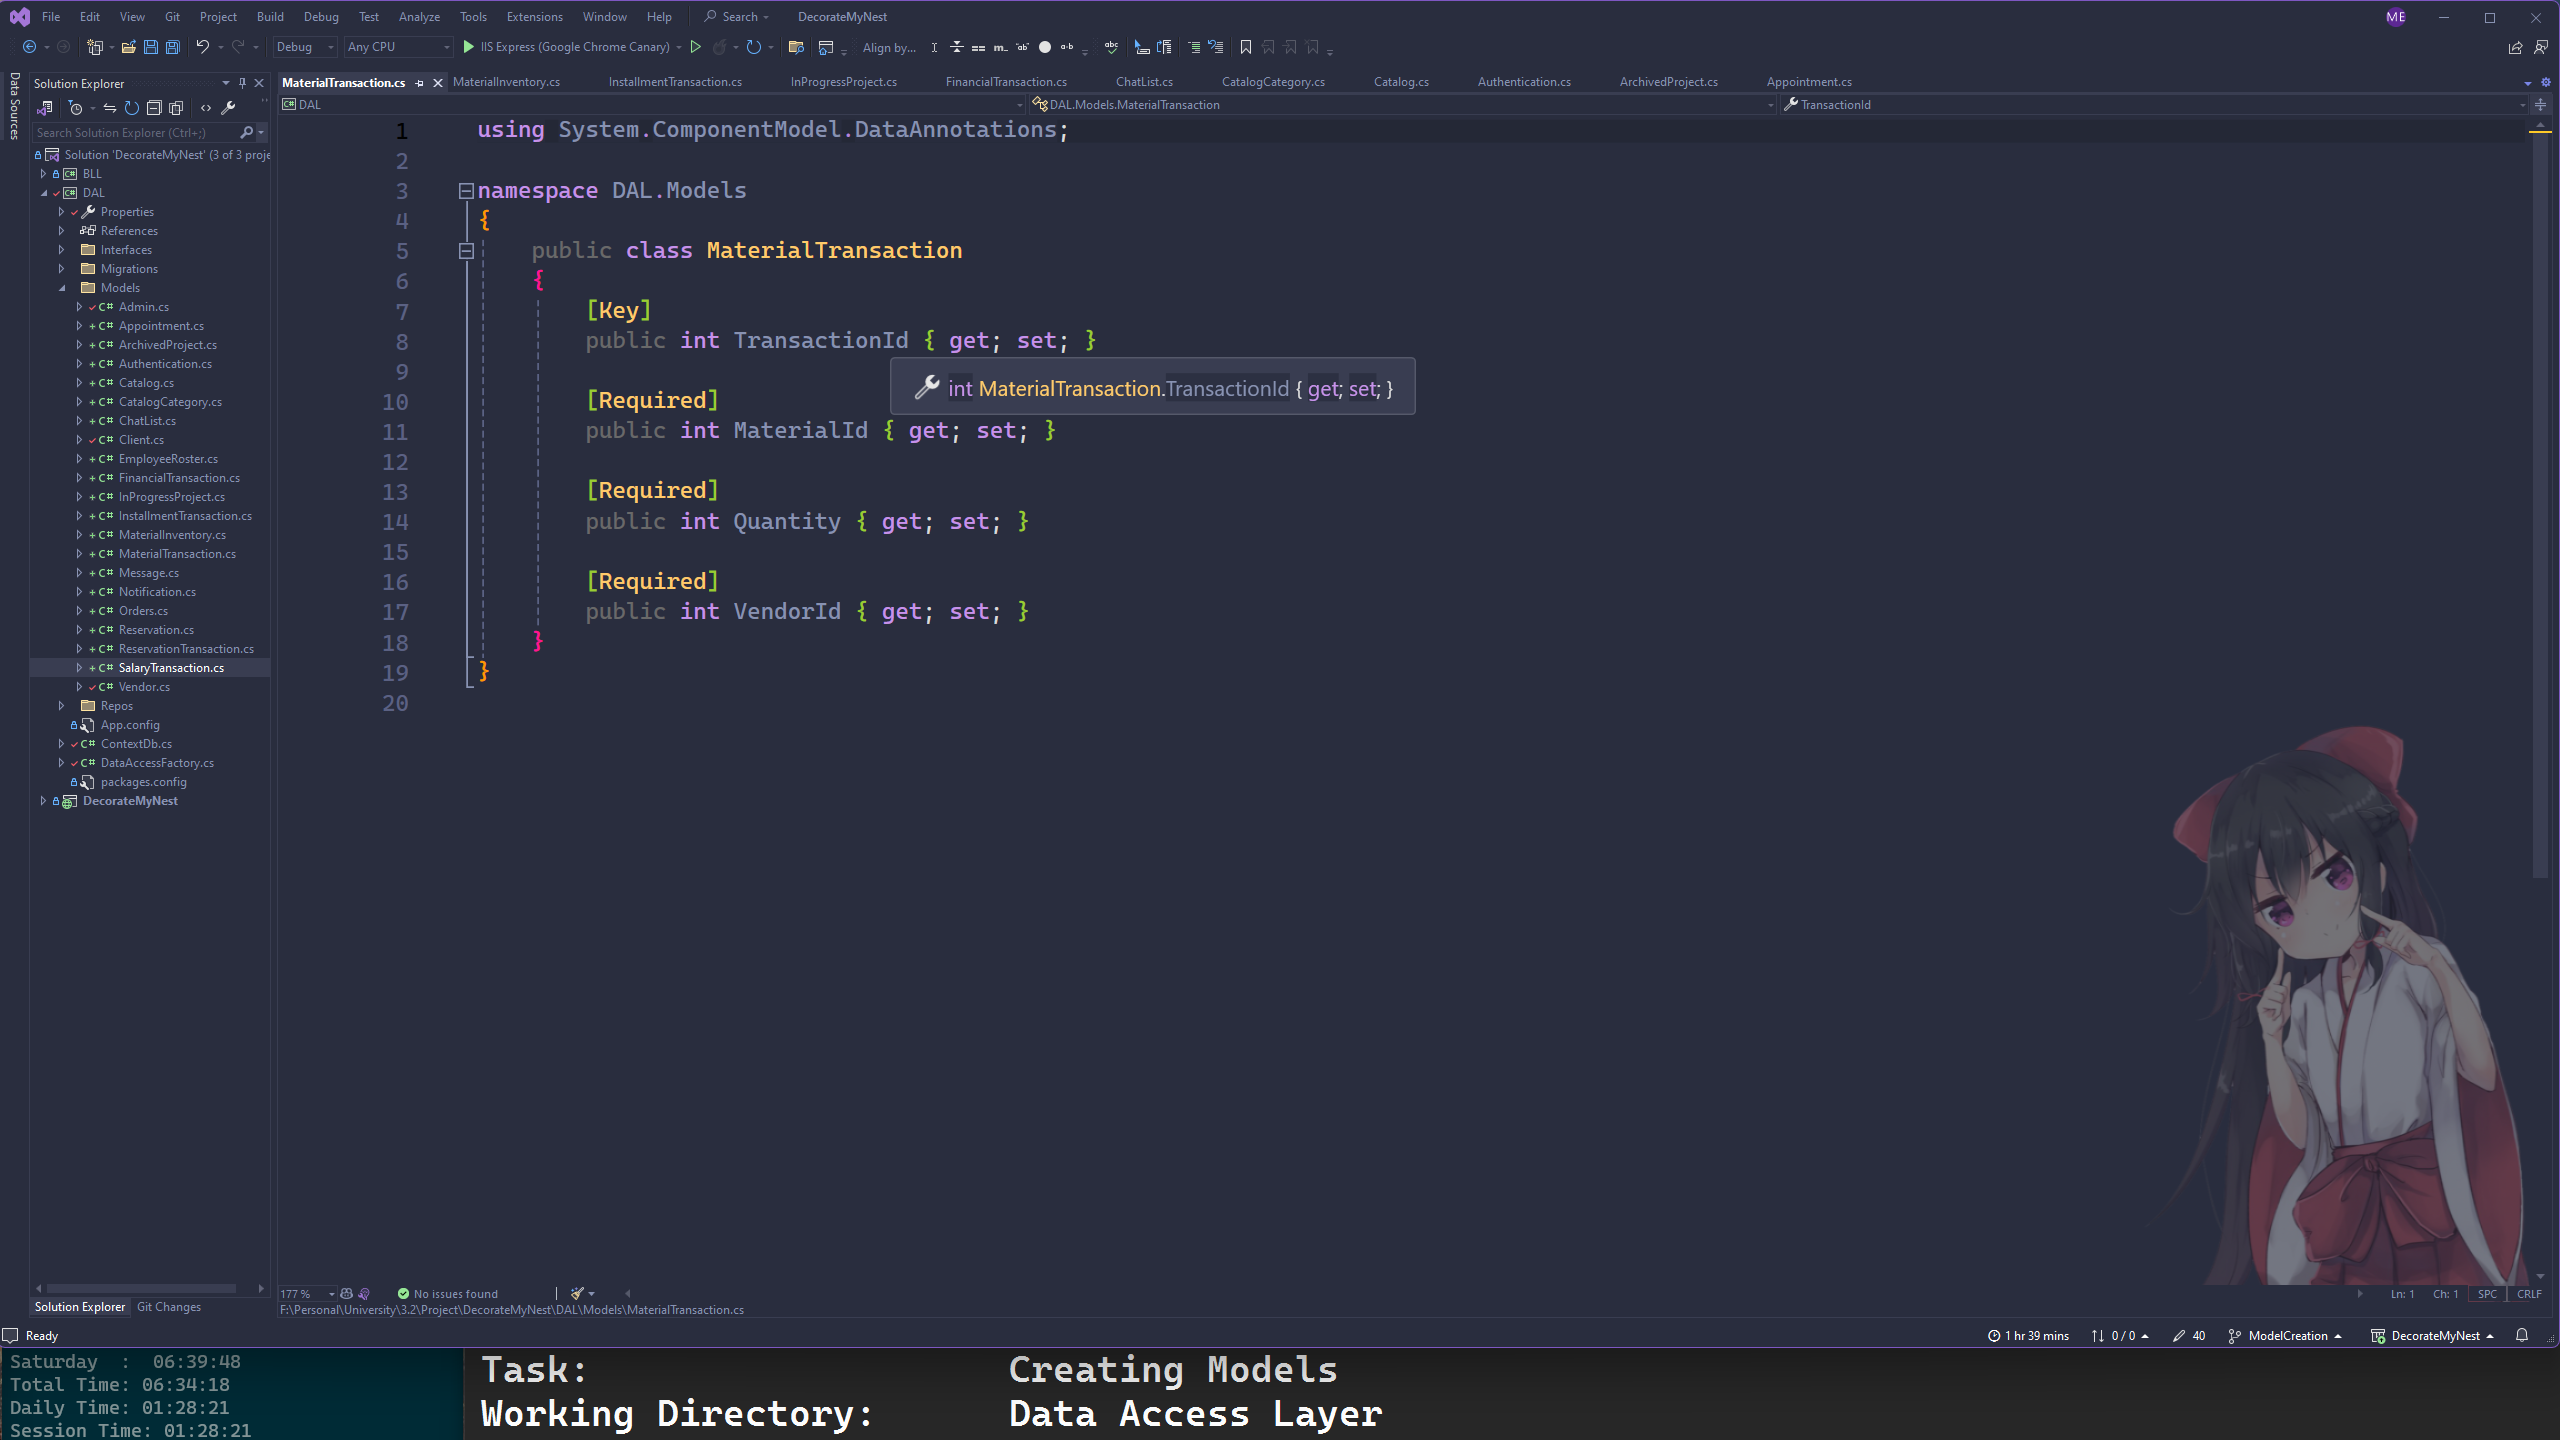 File Edit View Git Project Build Debug Test Analyze Tools Extensions Window Help Search DecorateMyNest ME
Debug Any CPU IIS Express (Google Chrome Canary) Align by...
Data Sources
Solution Explorer
Search Solution Explorer (Ctrl+;)
Solution 'DecorateMyNest' (3 of 3 proje
BLL
DAL
Properties
References
Interfaces
Migrations
Models
Admin.cs
Appointment.cs
ArchivedProject.cs
Authentication.cs
Catalog.cs
CatalogCategory.cs
ChatList.cs
Client.cs
EmployeeRoster.cs
FinancialTransaction.cs
InProgressProject.cs
InstallmentTransaction.cs
MaterialInventory.cs
MaterialTransaction.cs
Message.cs
Notification.cs
Orders.cs
Reservation.cs
ReservationTransaction.cs
SalaryTransaction.cs
Vendor.cs
Repos
App.config
ContextDb.cs
DataAccessFactory.cs
packages.config
DecorateMyNest
Solution Explorer Git Changes
MaterialTransaction.cs MaterialInventory.cs InstallmentTransaction.cs InProgressProject.cs FinancialTransaction.cs ChatList.cs CatalogCategory.cs Catalog.cs Authentication.cs ArchivedProject.cs Appointment.cs
DAL DAL.Models.MaterialTransaction TransactionId
1 using System.ComponentModel.DataAnnotations;
2
3 namespace DAL.Models
4 {
5 public class MaterialTransaction
6 {
7 [Key]
8 public int TransactionId { get; set; }
9
int MaterialTransaction.TransactionId { get; set; }
10 [Required]
11 public int MaterialId { get; set; }
12
13 [Required]
14 public int Quantity { get; set; }
15
16 [Required]
17 public int VendorId { get; set; }
18 }
19 }
20
177 % No issues found Ln: 1 Ch: 1 SPC CRLF
F:\Personal\University\3.2\Project\DecorateMyNest\DAL\Models\MaterialTransaction.cs
Ready 1 hr 39 mins 0 / 0 40 ModelCreation DecorateMyNest
Saturday : 06:39:48
Total Time: 06:34:18
Daily Time: 01:28:21
Session Time: 01:28:21
Task: Creating Models
Working Directory: Data Access Layer